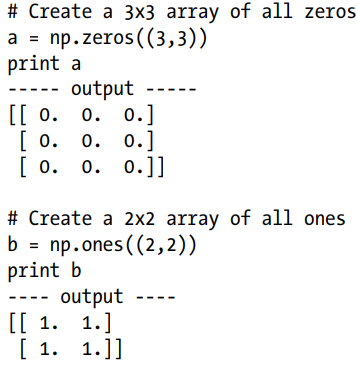 # Create a 3x3 array of all zeros
a = np.zeros((3,3))
print a
----- output -----
[[ 0.  0.  0.]
 [ 0.  0.  0.]
 [ 0.  0.  0.]]

# Create a 2x2 array of all ones
b = np.ones((2,2))
print b
---- output ----
[[ 1.  1.]
 [ 1.  1.]]